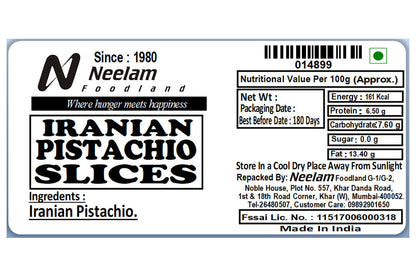 Since : 1980
Neelam
Foodland
Where hunger meets happiness
IRANIAN
PISTACHIO
SLICES
Ingredents :
Iranian Pistachio.
014899
Nutritional Value Per 100g (Approx.)
Net Wt :
Packaging Date :
Best Before Date : 180 Days
Energy : 161 Kcal
Protein : 6.50 g
Carbohydrate:7.60 g
Sugar : 0.0 g
Fat : 13.40 g
Store In a Cool Dry Place Away From Sunlight
Repacked By: Neelam Foodland G-1/G-2,
Noble House, Plot No. 557, Khar Danda Road,
1st & 18th Road Corner, Khar (W), Mumbai-400052.
Tel-26480507, Customer Care: 09892901650
Fssai Lic. No. : 11517006000318
Made In India